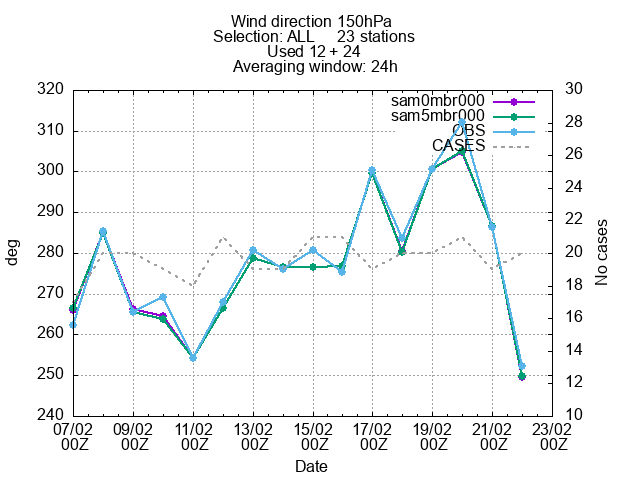 Wind direction 150hPa
Selection: ALL 23 stations
Used 12 + 24
Averaging window: 24h
sam0mbr000
sam5mbr000
OBS
CASES
320
310
300
290
280
270
260
250
240
deg
30
28
26
24
22
20
18
16
14
12
10
No cases
07/02 09/02 11/02 13/02 15/02 17/02 19/02 21/02 23/02
00Z 00Z 00Z 00Z 00Z 00Z 00Z 00Z 00Z
Date